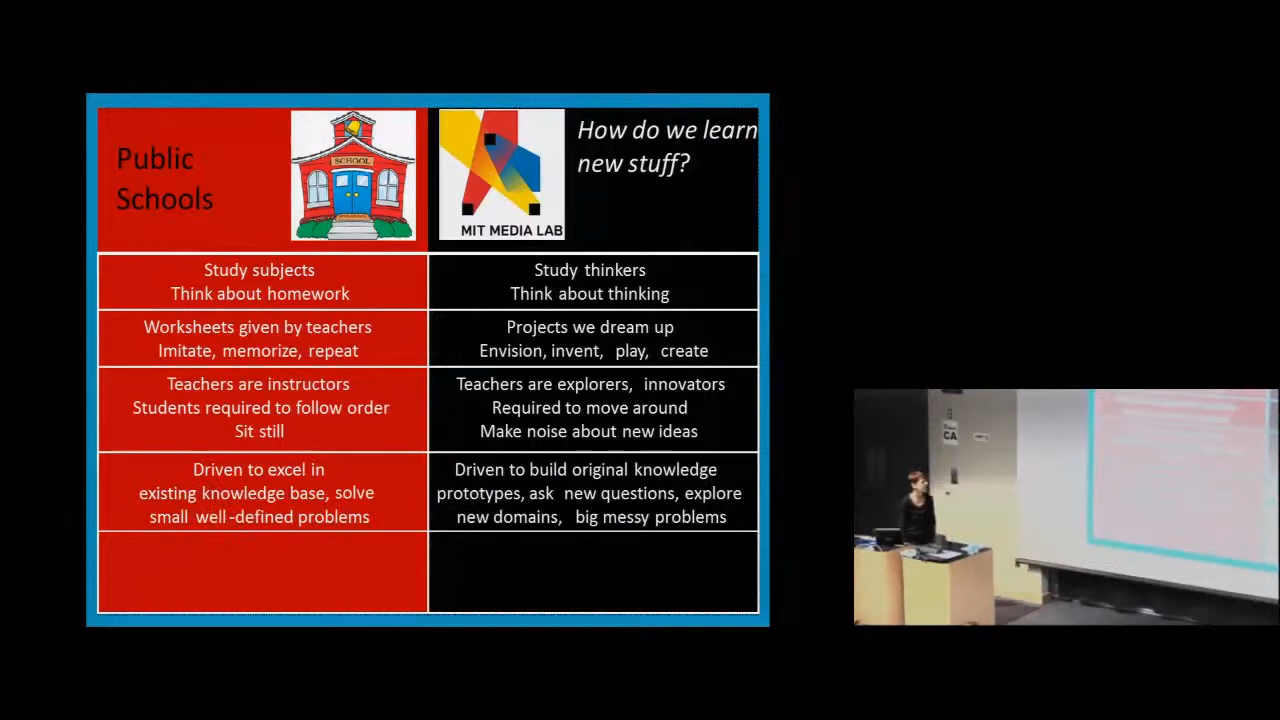 Public
Schools
SCHOOL
MIT MEDIA LAB
How do we learn
new stuff?
Study subjects
Think about homework
Study thinkers
Think about thinking
Worksheets given by teachers
Imitate, memorize, repeat
Projects we dream up
Envision, invent, play, create
Teachers are instructors
Students required to follow order
Sit still
Teachers are explorers, innovators
Required to move around
Make noise about new ideas
Driven to excel in
existing knowledge base, solve
small well-defined problems
Driven to build original knowledge
prototypes, ask new questions, explore
new domains, big messy problems
CA